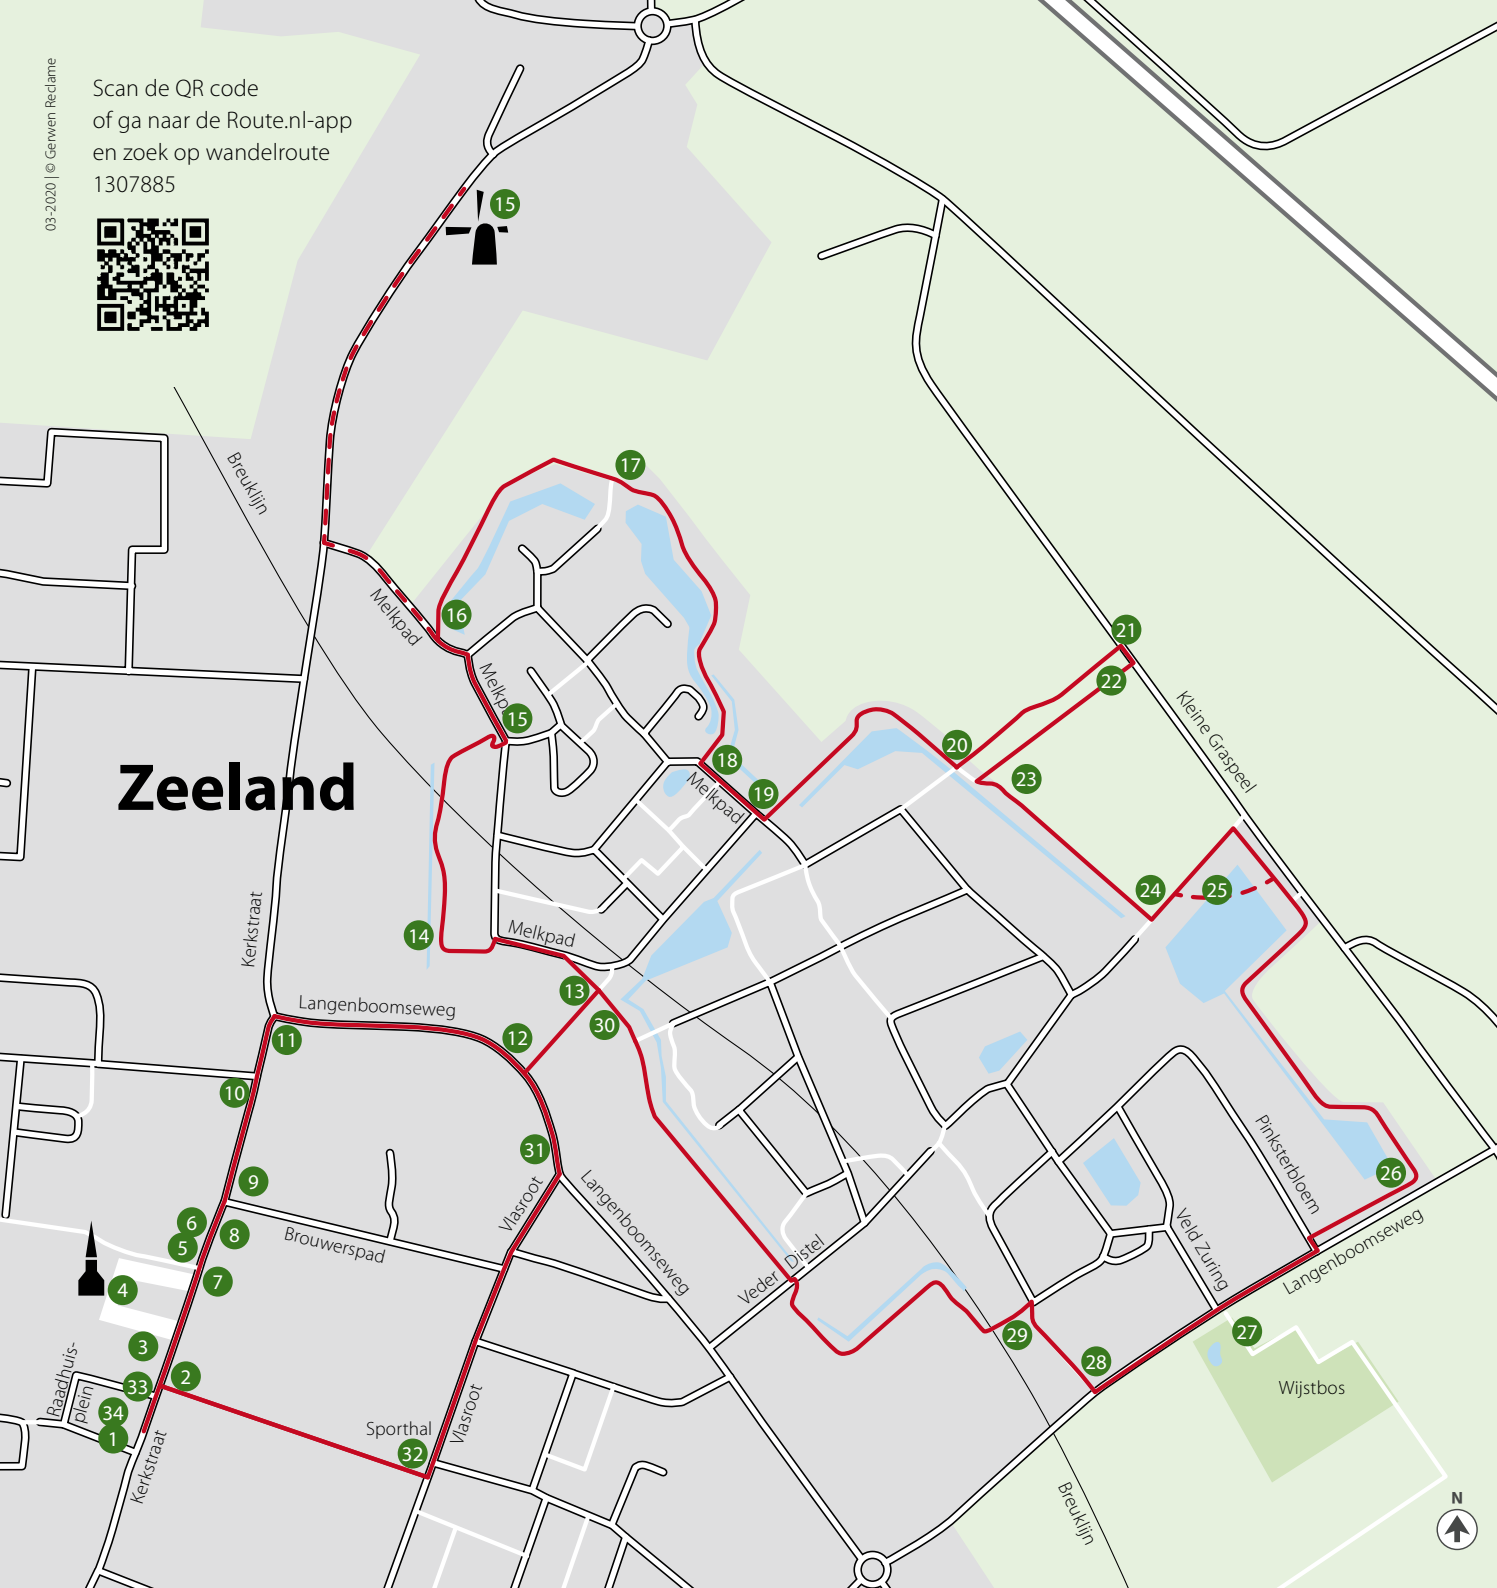 Scan de QR code
of ga naar de Route.nl-app
en zoek op wandelroute
1307885
03-2020 | © Gerwen Reclame
15
Breuklijn
17
Melkpad
16
Melkpad
15
21
22
Kleine Graspeel
20
18
23
19
Melkpad
Zeeland
24
25
Kerkstraat
14
Melkpad
13
Langenboomseweg
30
12
11
10
31
Pinksterbloem
26
9
Vlasroot
Langenboomseweg
6
5
8
Brouwerspad
Veld Zuring
Veder Distel
Langenboomseweg
4
7
27
29
3
28
Raadhuis-
plein
33
2
Wijstbos
34
1
Sporthal
32
Vlasroot
Kerkstraat
Breuklijn
N